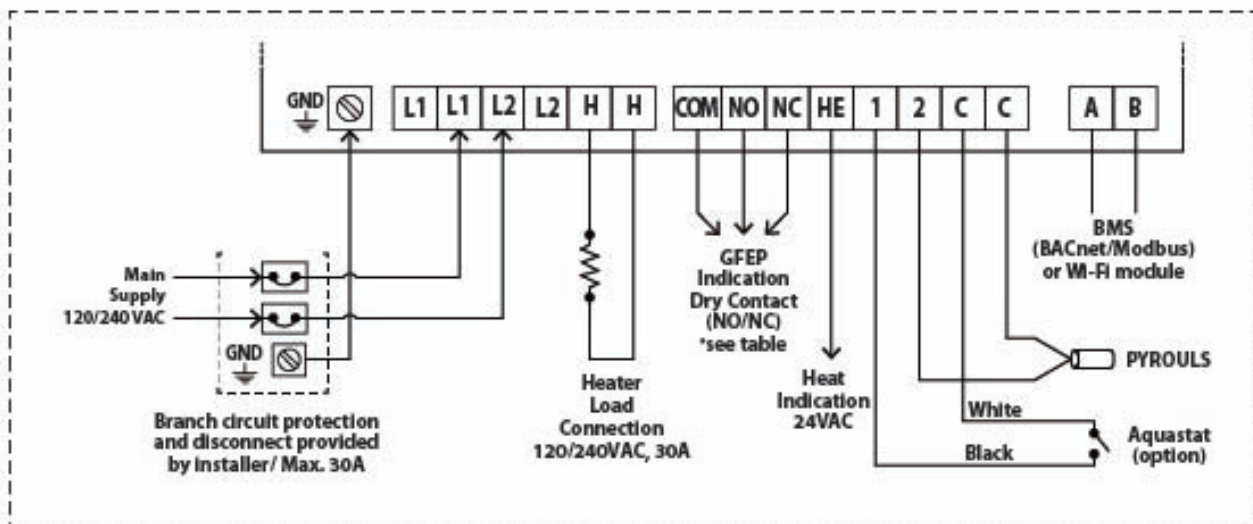 GND
L1 L1 L2 L2 H H COM NO NC HE 1 2 C C A B
Main
Supply
120/240 VAC
GND
Branch circuit protection
and disconnect provided
by installer/ Max. 30A
Heater
Load
Connection
120/240VAC, 30A
GFEP
Indication
Dry Contact
(NO/NC)
*see table
Heat
Indication
24VAC
BMS
(BACnet/Modbus)
or Wi-Fi module
PYROULS
White
Black
Aquastat
(option)